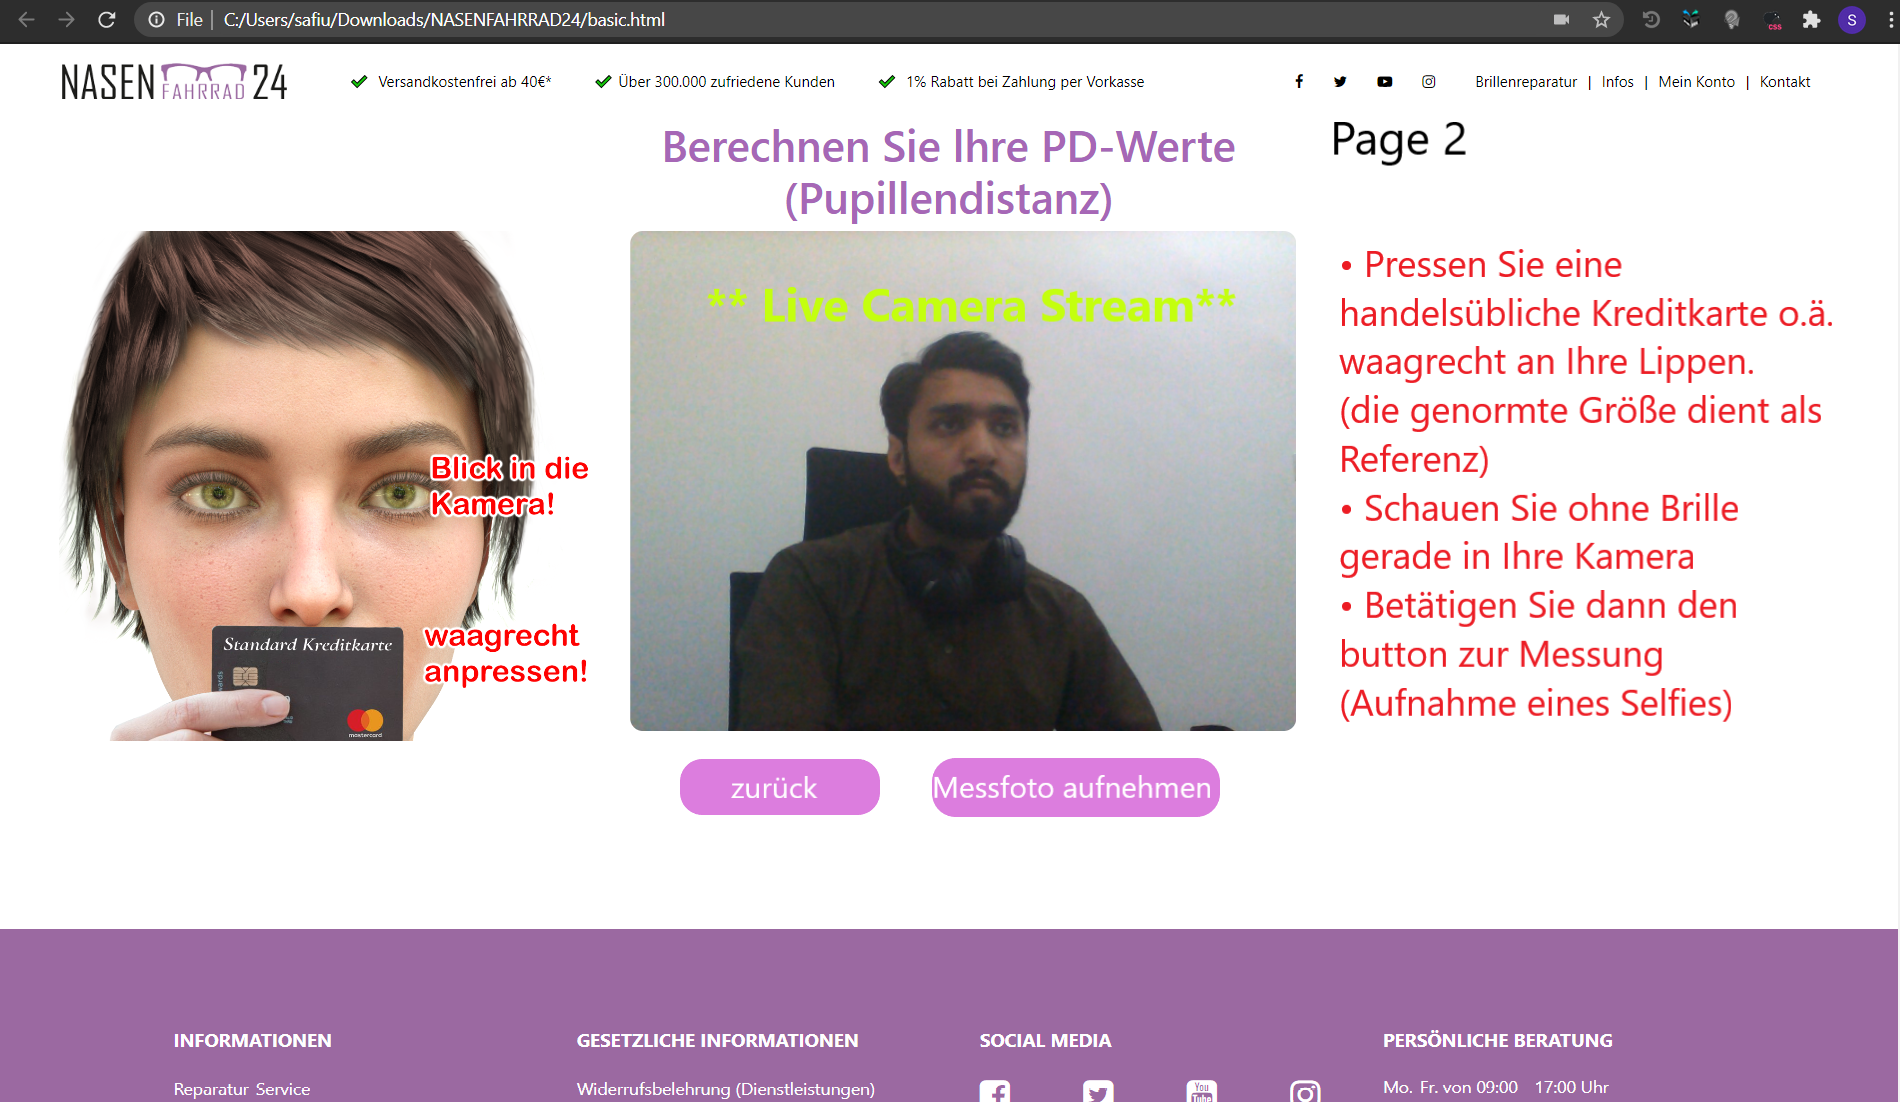 File | C:/Users/safiu/Downloads/NASENFAHRRAD24/basic.html
css
S
NASEN FAHRRAD 24
Versandkostenfrei ab 40€*
Über 300.000 zufriedene Kunden
1% Rabatt bei Zahlung per Vorkasse
Brillenreparatur | Infos | Mein Konto | Kontakt
Berechnen Sie Ihre PD-Werte
(Pupillendistanz)
Page 2
Blick in die
Kamera!
waagrecht
anpressen!
Standard Kreditkarte
mastercard
** Live Camera Stream**
• Pressen Sie eine
handelsübliche Kreditkarte o.ä.
waagrecht an Ihre Lippen.
(die genormte Größe dient als
Referenz)
• Schauen Sie ohne Brille
gerade in Ihre Kamera
• Betätigen Sie dann den
button zur Messung
(Aufnahme eines Selfies)
zurück
Messfoto aufnehmen
INFORMATIONEN
Reparatur Service
GESETZLICHE INFORMATIONEN
Widerrufsbelehrung (Dienstleistungen)
SOCIAL MEDIA
You
Tube
PERSÖNLICHE BERATUNG
Mo. Fr. von 09:00 17:00 Uhr